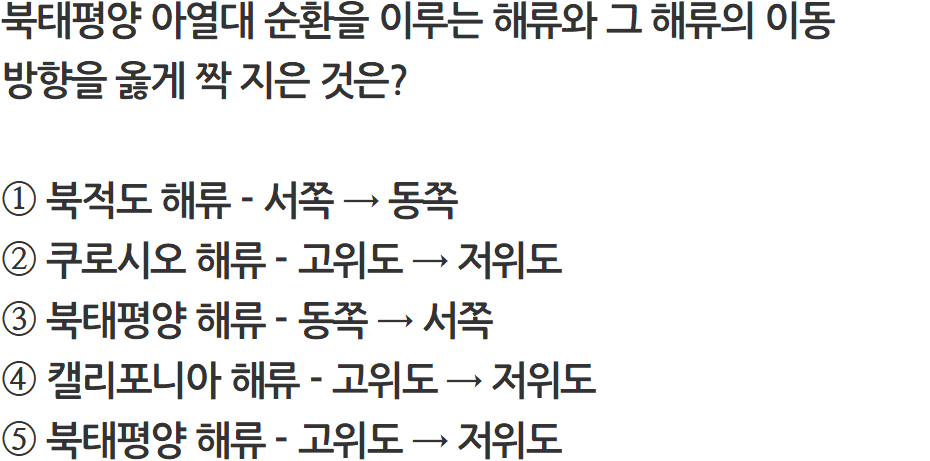 북태평양 아열대 순환을 이루는 해류와 그 해류의 이동
방향을 옳게 짝 지은 것은?
① 북적도 해류 - 서쪽 → 동쪽
② 쿠로시오 해류 - 고위도 → 저위도
③ 북태평양 해류 - 동쪽 → 서쪽
④ 캘리포니아 해류 - 고위도 → 저위도
⑤ 북태평양 해류 - 고위도 → 저위도